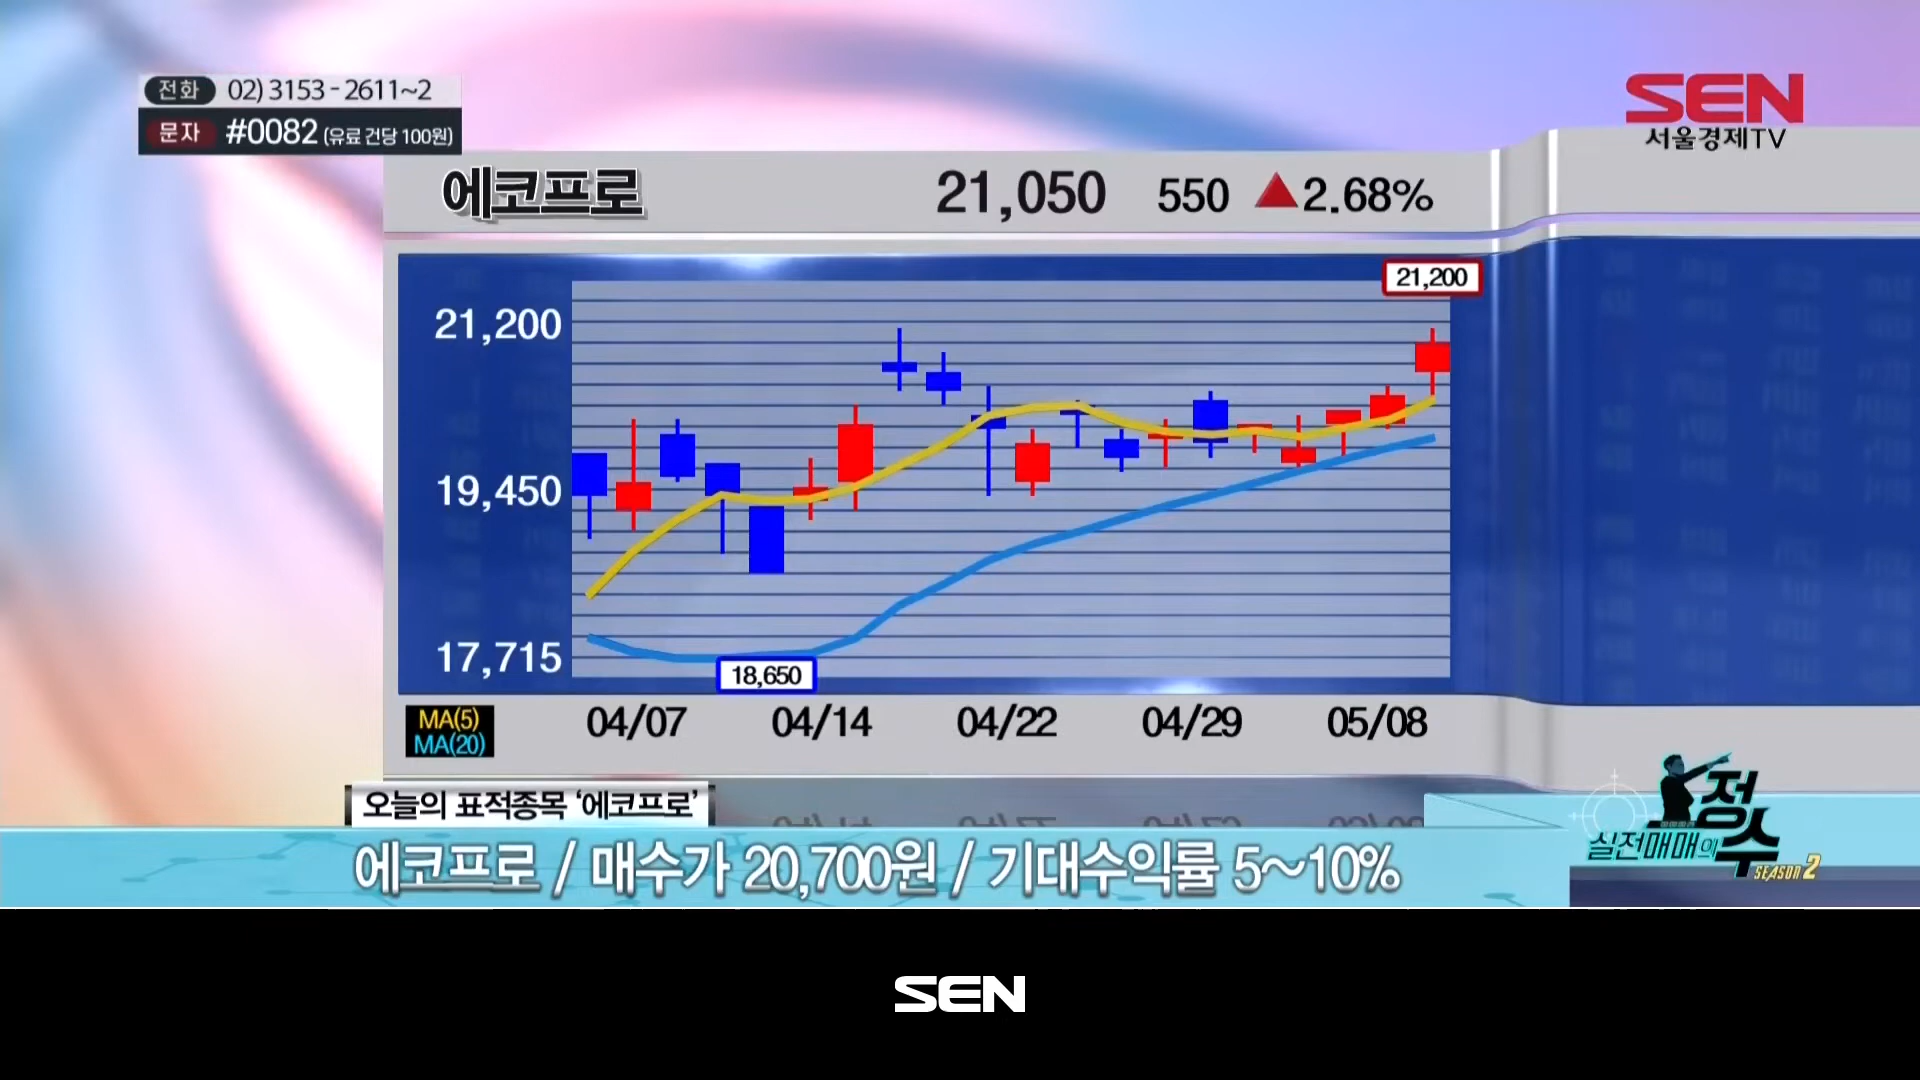 전화 02) 3153 - 2611~2
문자 #0082 (유료 건당 100원)
SEN
서울경제TV
에코프로 21,050 550 ▲2.68%
21,200
21,200
19,450
17,715
18,650
MA(5)
MA(20)
04/07 04/14 04/22 04/29 05/08
오늘의 표적종목 ‘에코프로’
에코프로 / 매수가 20,700원 / 기대수익률 5~10%
실전매매의 정수
SEASON 2
SEN